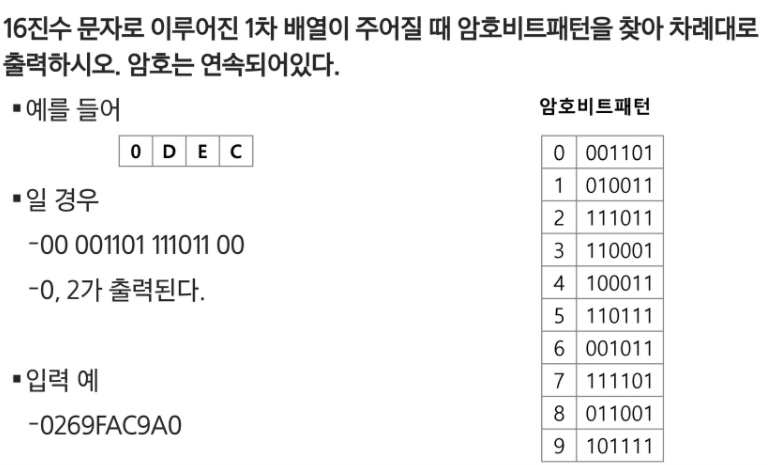 16진수 문자로 이루어진 1차 배열이 주어질 때 암호비트패턴을 찾아 차례대로
출력하시오. 암호는 연속되어있다.
▪예를 들어
0 D E C
▪일 경우
-00 001101 111011 00
-0, 2가 출력된다.
▪입력 예
-0269FAC9A0
암호비트패턴
0 001101
1 010011
2 111011
3 110001
4 100011
5 110111
6 001011
7 111101
8 011001
9 101111